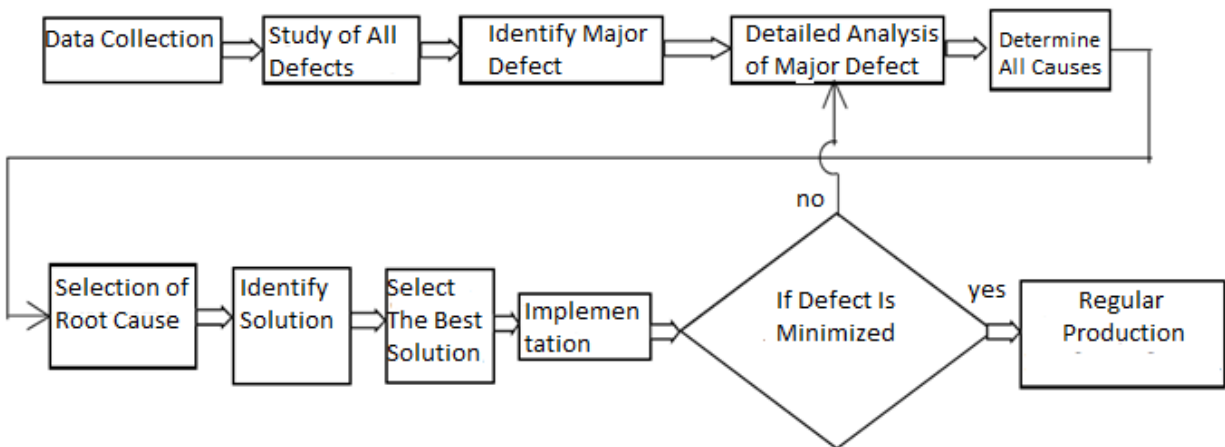 Data Collection
Study of All
Defects
Identify Major
Defect
Detailed Analysis
of Major Defect
Determine
All Causes
Selection of
Root Cause
Identify
Solution
Select
The Best
Solution
Implemen
tation
If Defect Is
Minimized
no
yes
Regular
Production